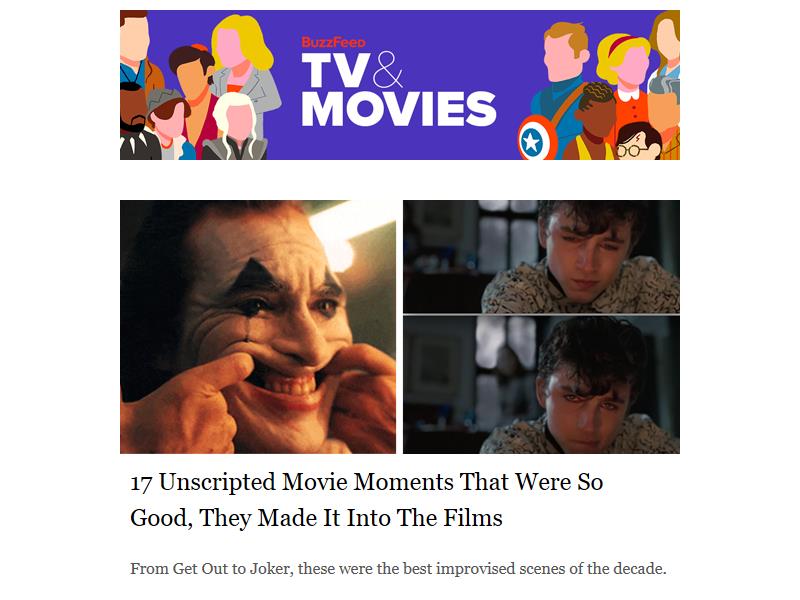 BuzzFeed
TV&
MOVIES
17 Unscripted Movie Moments That Were So
Good, They Made It Into The Films
From Get Out to Joker, these were the best improvised scenes of the decade.